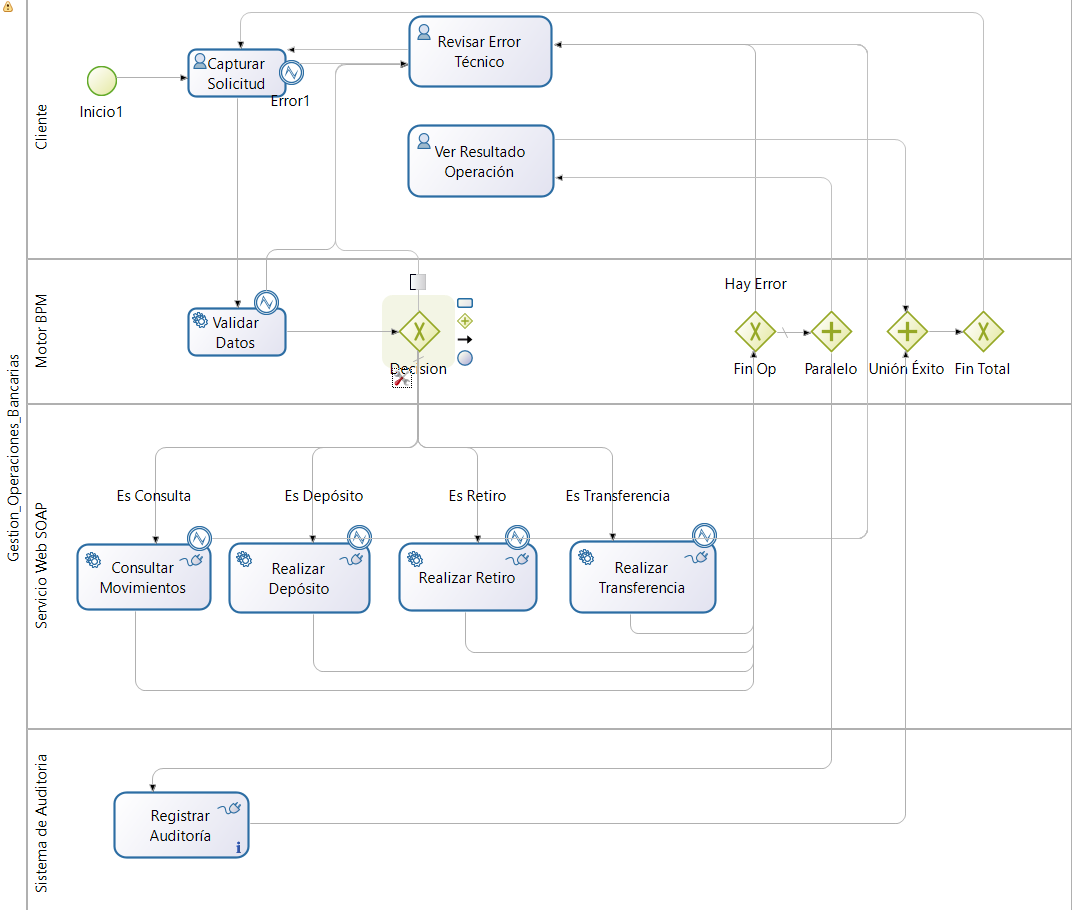 Gestion_Operaciones_Bancarias
Cliente
Inicio1
Capturar
Solicitud
Error1
Revisar Error
Técnico
Ver Resultado
Operación
Motor BPM
Validar
Datos
Decision
Hay Error
Fin Op
Paralelo
Unión Éxito
Fin Total
Servicio Web SOAP
Es Consulta
Es Depósito
Es Retiro
Es Transferencia
Consultar
Movimientos
Realizar
Depósito
Realizar Retiro
Realizar
Transferencia
Sistema de Auditoria
Registrar
Auditoría